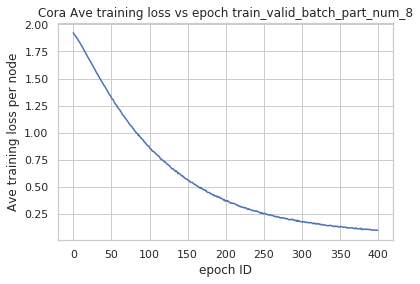 Cora Ave training loss vs epoch train_valid_batch_part_num_8
2.00
1.75
1.50
1.25
1.00
0.75
0.50
0.25
Ave training loss per node
0 50 100 150 200 250 300 350 400
epoch ID